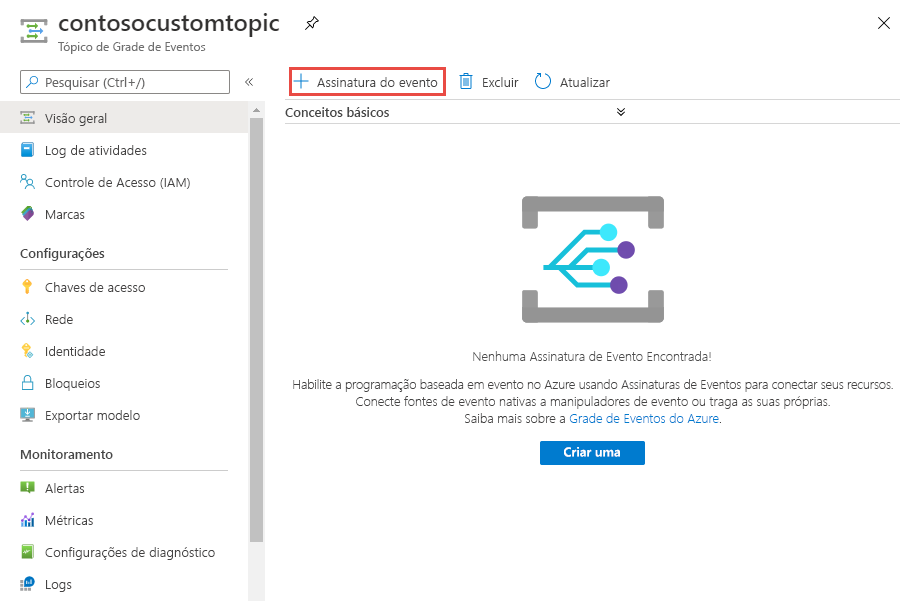 contosocustomtopic
Tópico de Grade de Eventos
Pesquisar (Ctrl+/)
«
Assinatura do evento
Excluir
Atualizar
Conceitos básicos
Visão geral
Log de atividades
Controle de Acesso (IAM)
Marcas
Configurações
Chaves de acesso
Rede
Identidade
Bloqueios
Exportar modelo
Monitoramento
Alertas
Métricas
Configurações de diagnóstico
Logs
Nenhuma Assinatura de Evento Encontrada!
Habilite a programação baseada em evento no Azure usando Assinaturas de Eventos para conectar seus recursos.
Conecte fontes de evento nativas a manipuladores de evento ou traga as suas próprias.
Saiba mais sobre a Grade de Eventos do Azure.
Criar uma